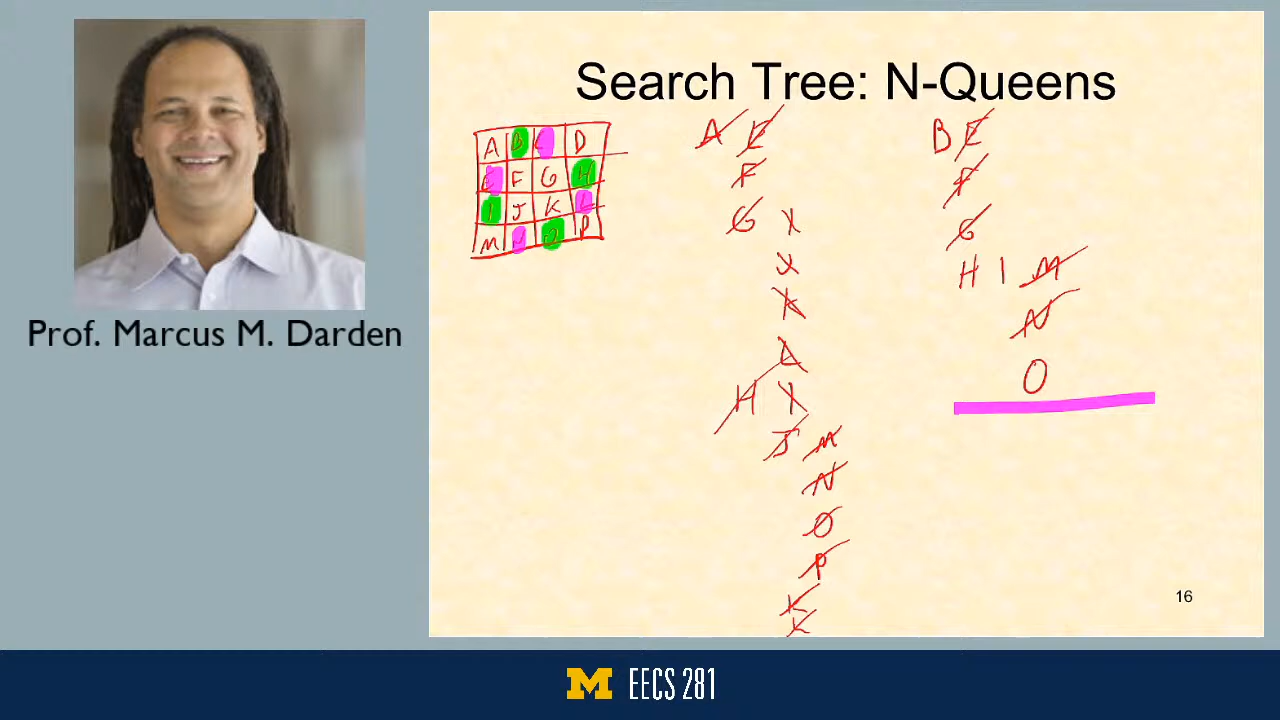 Search Tree: N-Queens
A B C D
E F G H
I J K L
M N O P
A E
F
G
H
J M
N
O
P
K
B E
F
G
H I M
N
O
16
Prof. Marcus M. Darden
M EECS 281